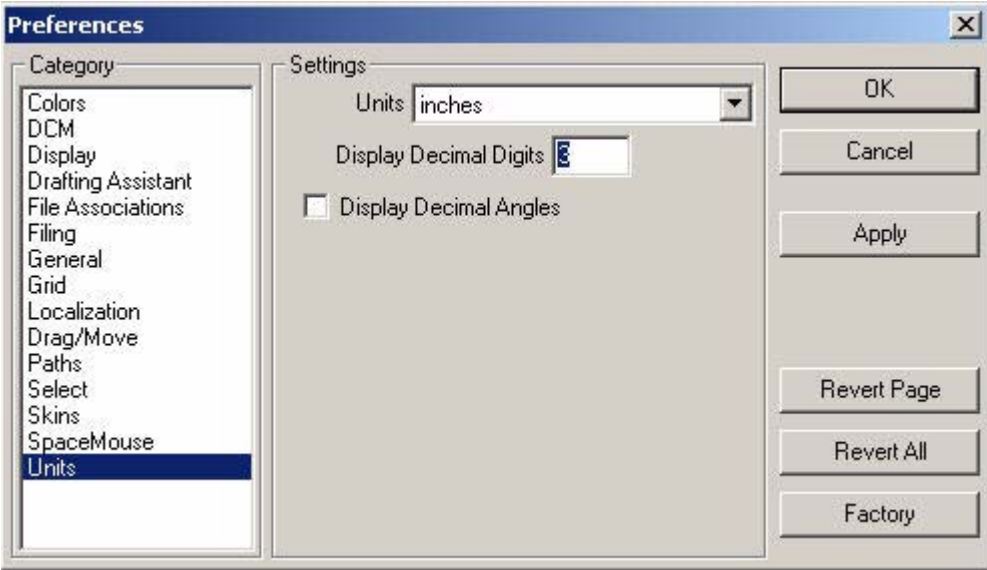 Preferences
Category
Colors
DCM
Display
Drafting Assistant
File Associations
Filing
General
Grid
Localization
Drag/Move
Paths
Select
Skins
SpaceMouse
Units
Settings
Units inches
Display Decimal Digits 3
Display Decimal Angles
OK
Cancel
Apply
Revert Page
Revert All
Factory